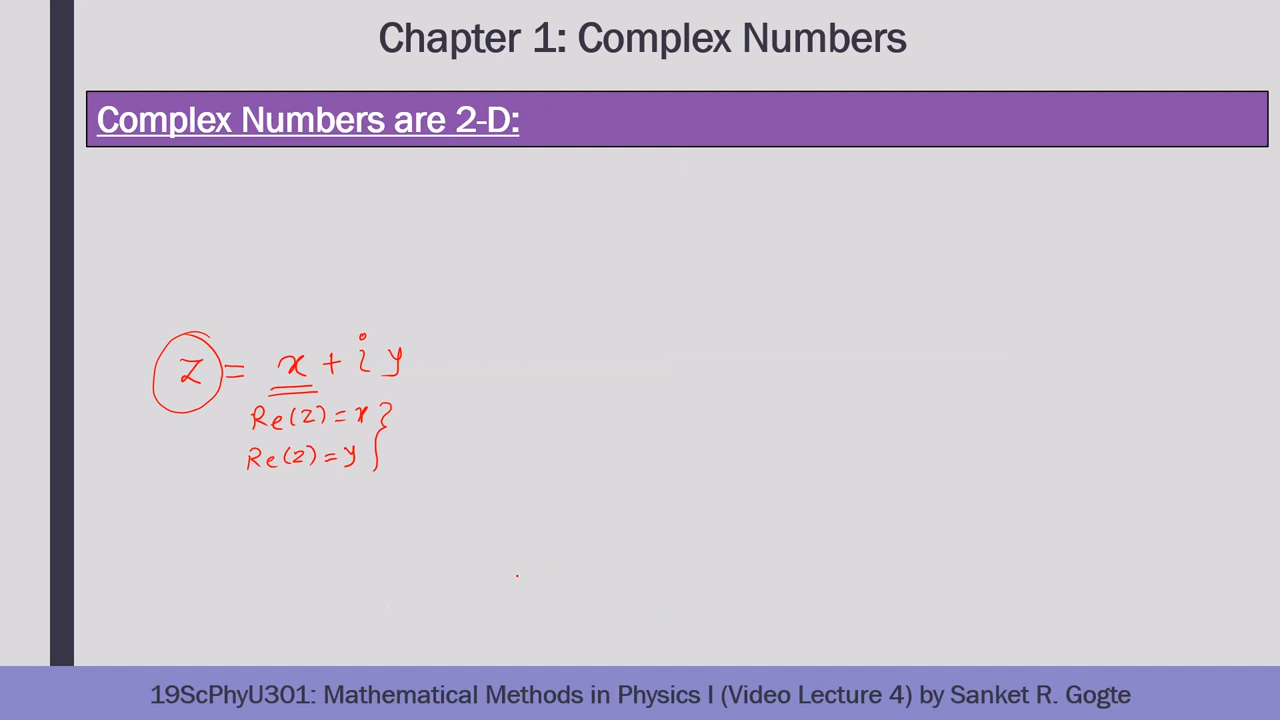 Chapter 1: Complex Numbers
Complex Numbers are 2-D:
z = x + i y
Re(z) = x
Re(z) = y
19ScPhyU301: Mathematical Methods in Physics I (Video Lecture 4) by Sanket R. Gogte